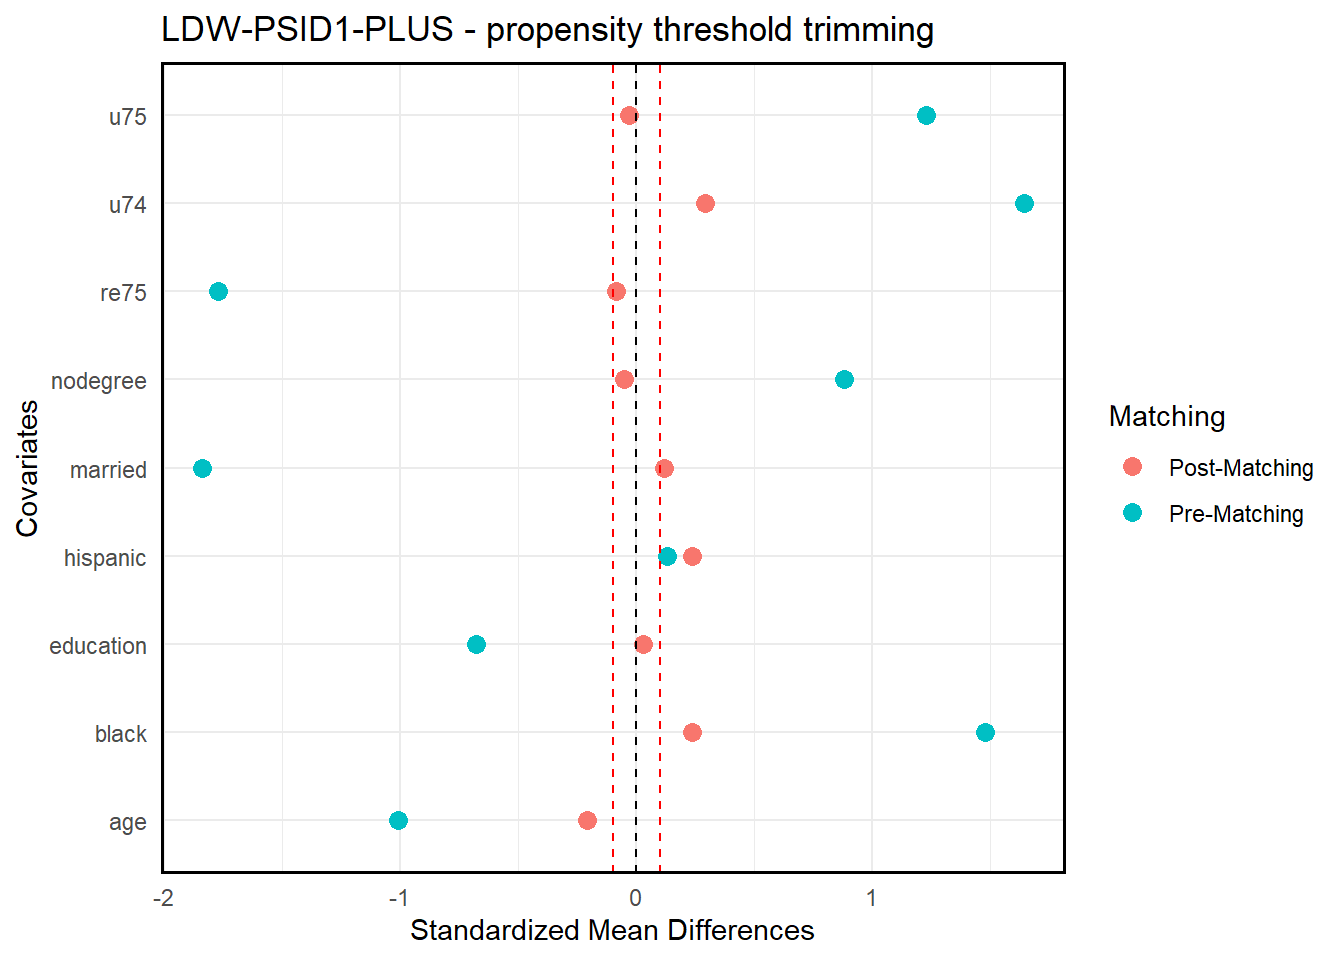 LDW-PSID1-PLUS - propensity threshold trimming
u75
u74
re75
nodegree
married
hispanic
education
black
age
Covariates
-2
-1
0
1
Standardized Mean Differences
Matching
Post-Matching
Pre-Matching